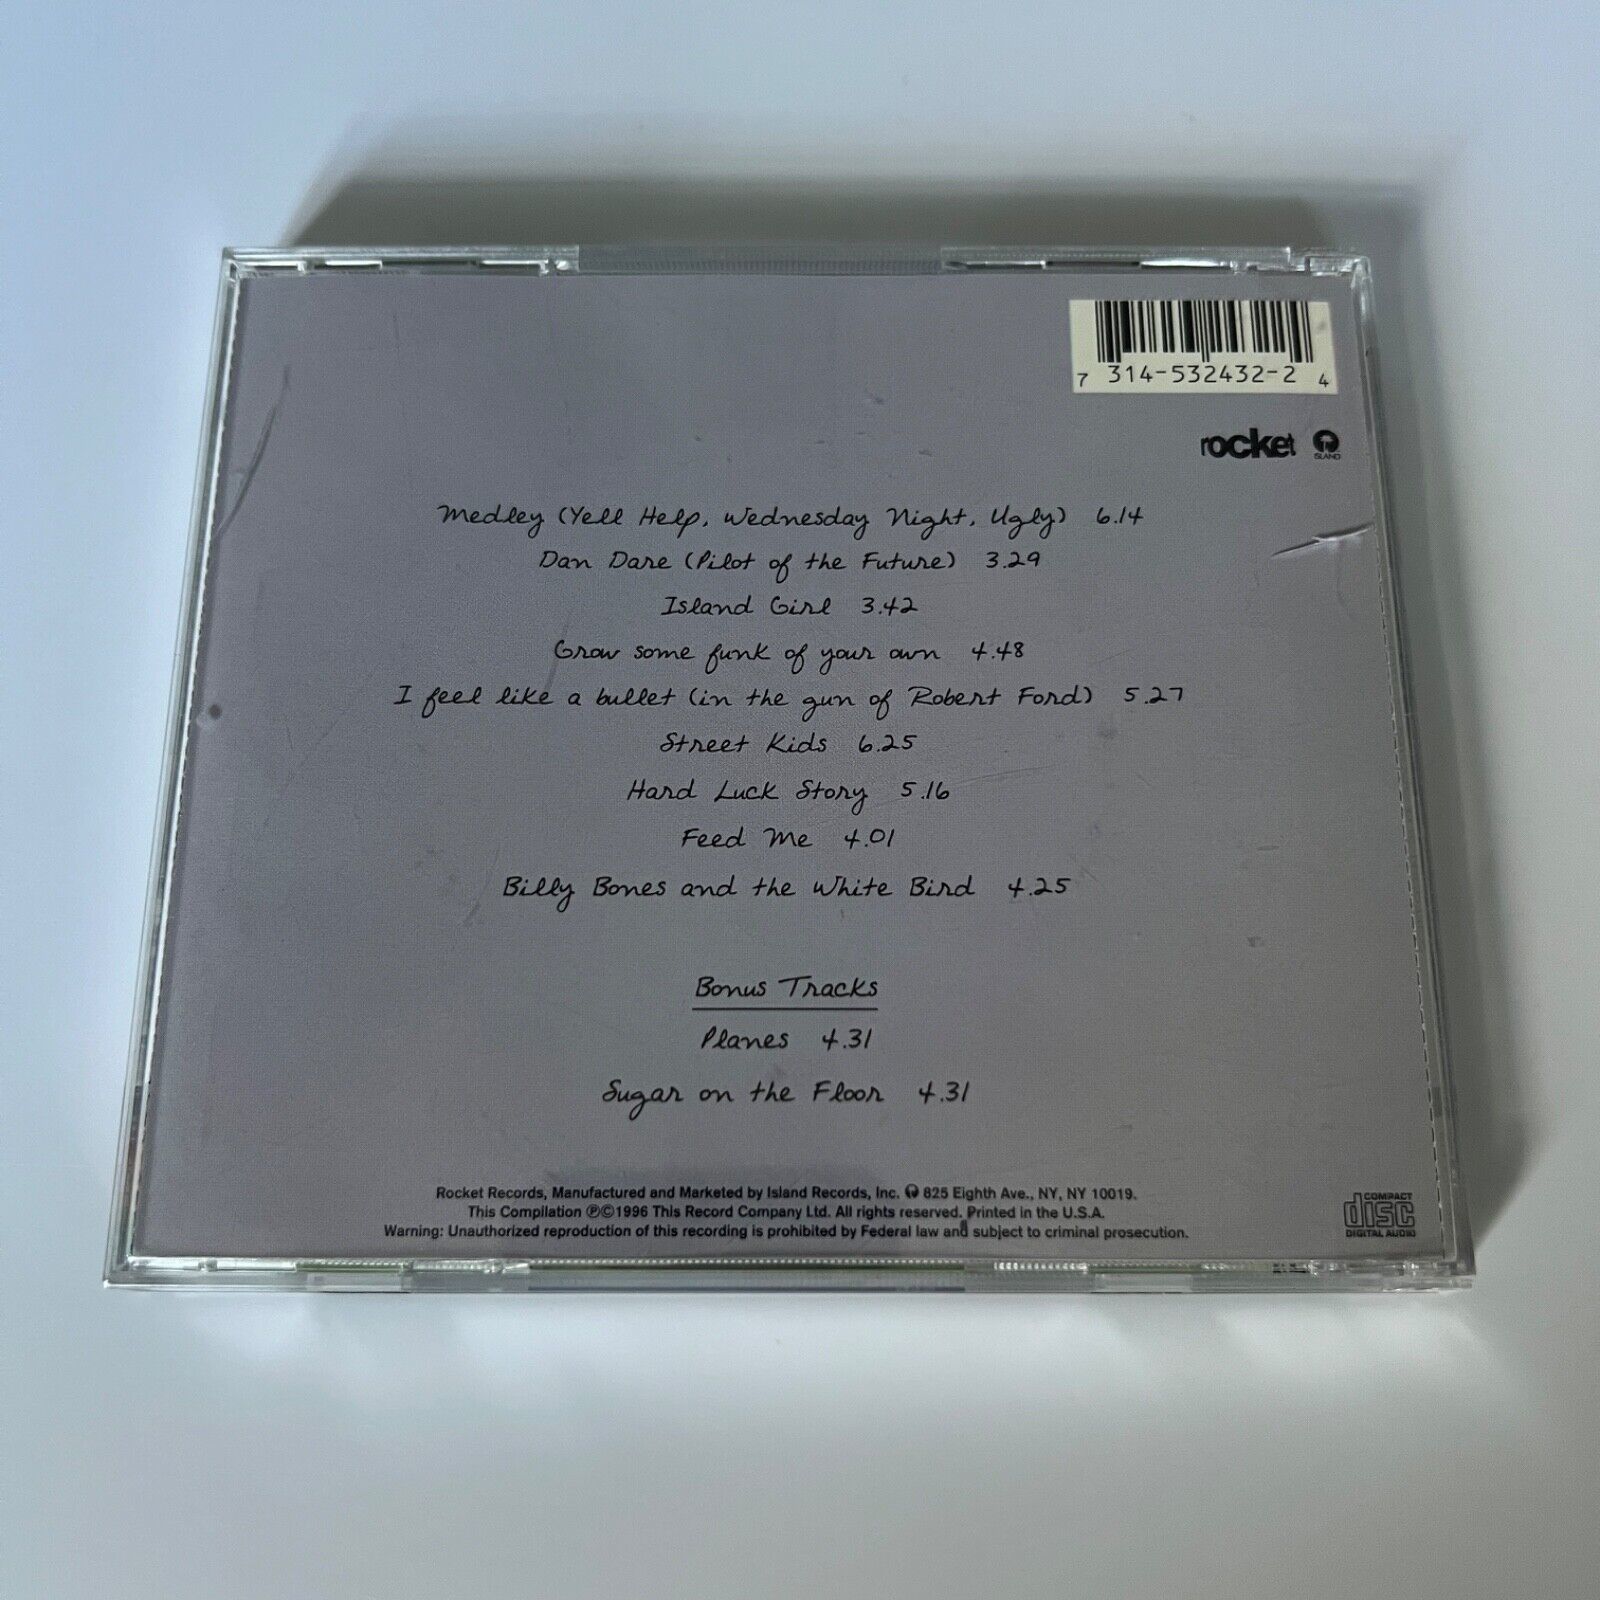 7 314-532432-2 4
rocket ISLAND
Medley (Yell Help, Wednesday Night, Ugly) 6.14
Dan Dare (Pilot of the Future) 3.29
Island Girl 3.42
Grow some funk of your own 4.48
I feel like a bullet (in the gun of Robert Ford) 5.27
Street Kids 6.25
Hard Luck Story 5.16
Feed Me 4.01
Billy Bones and the White Bird 4.25
Bonus Tracks
Planes 4.31
Sugar on the Floor 4.31
Rocket Records, Manufactured and Marketed by Island Records, Inc. 825 Eighth Ave., NY, NY 10019.
This Compilation ℗©1996 This Record Company Ltd. All rights reserved. Printed in the U.S.A.
Warning: Unauthorized reproduction of this recording is prohibited by Federal law and subject to criminal prosecution.
COMPACT
disc
DIGITAL AUDIO